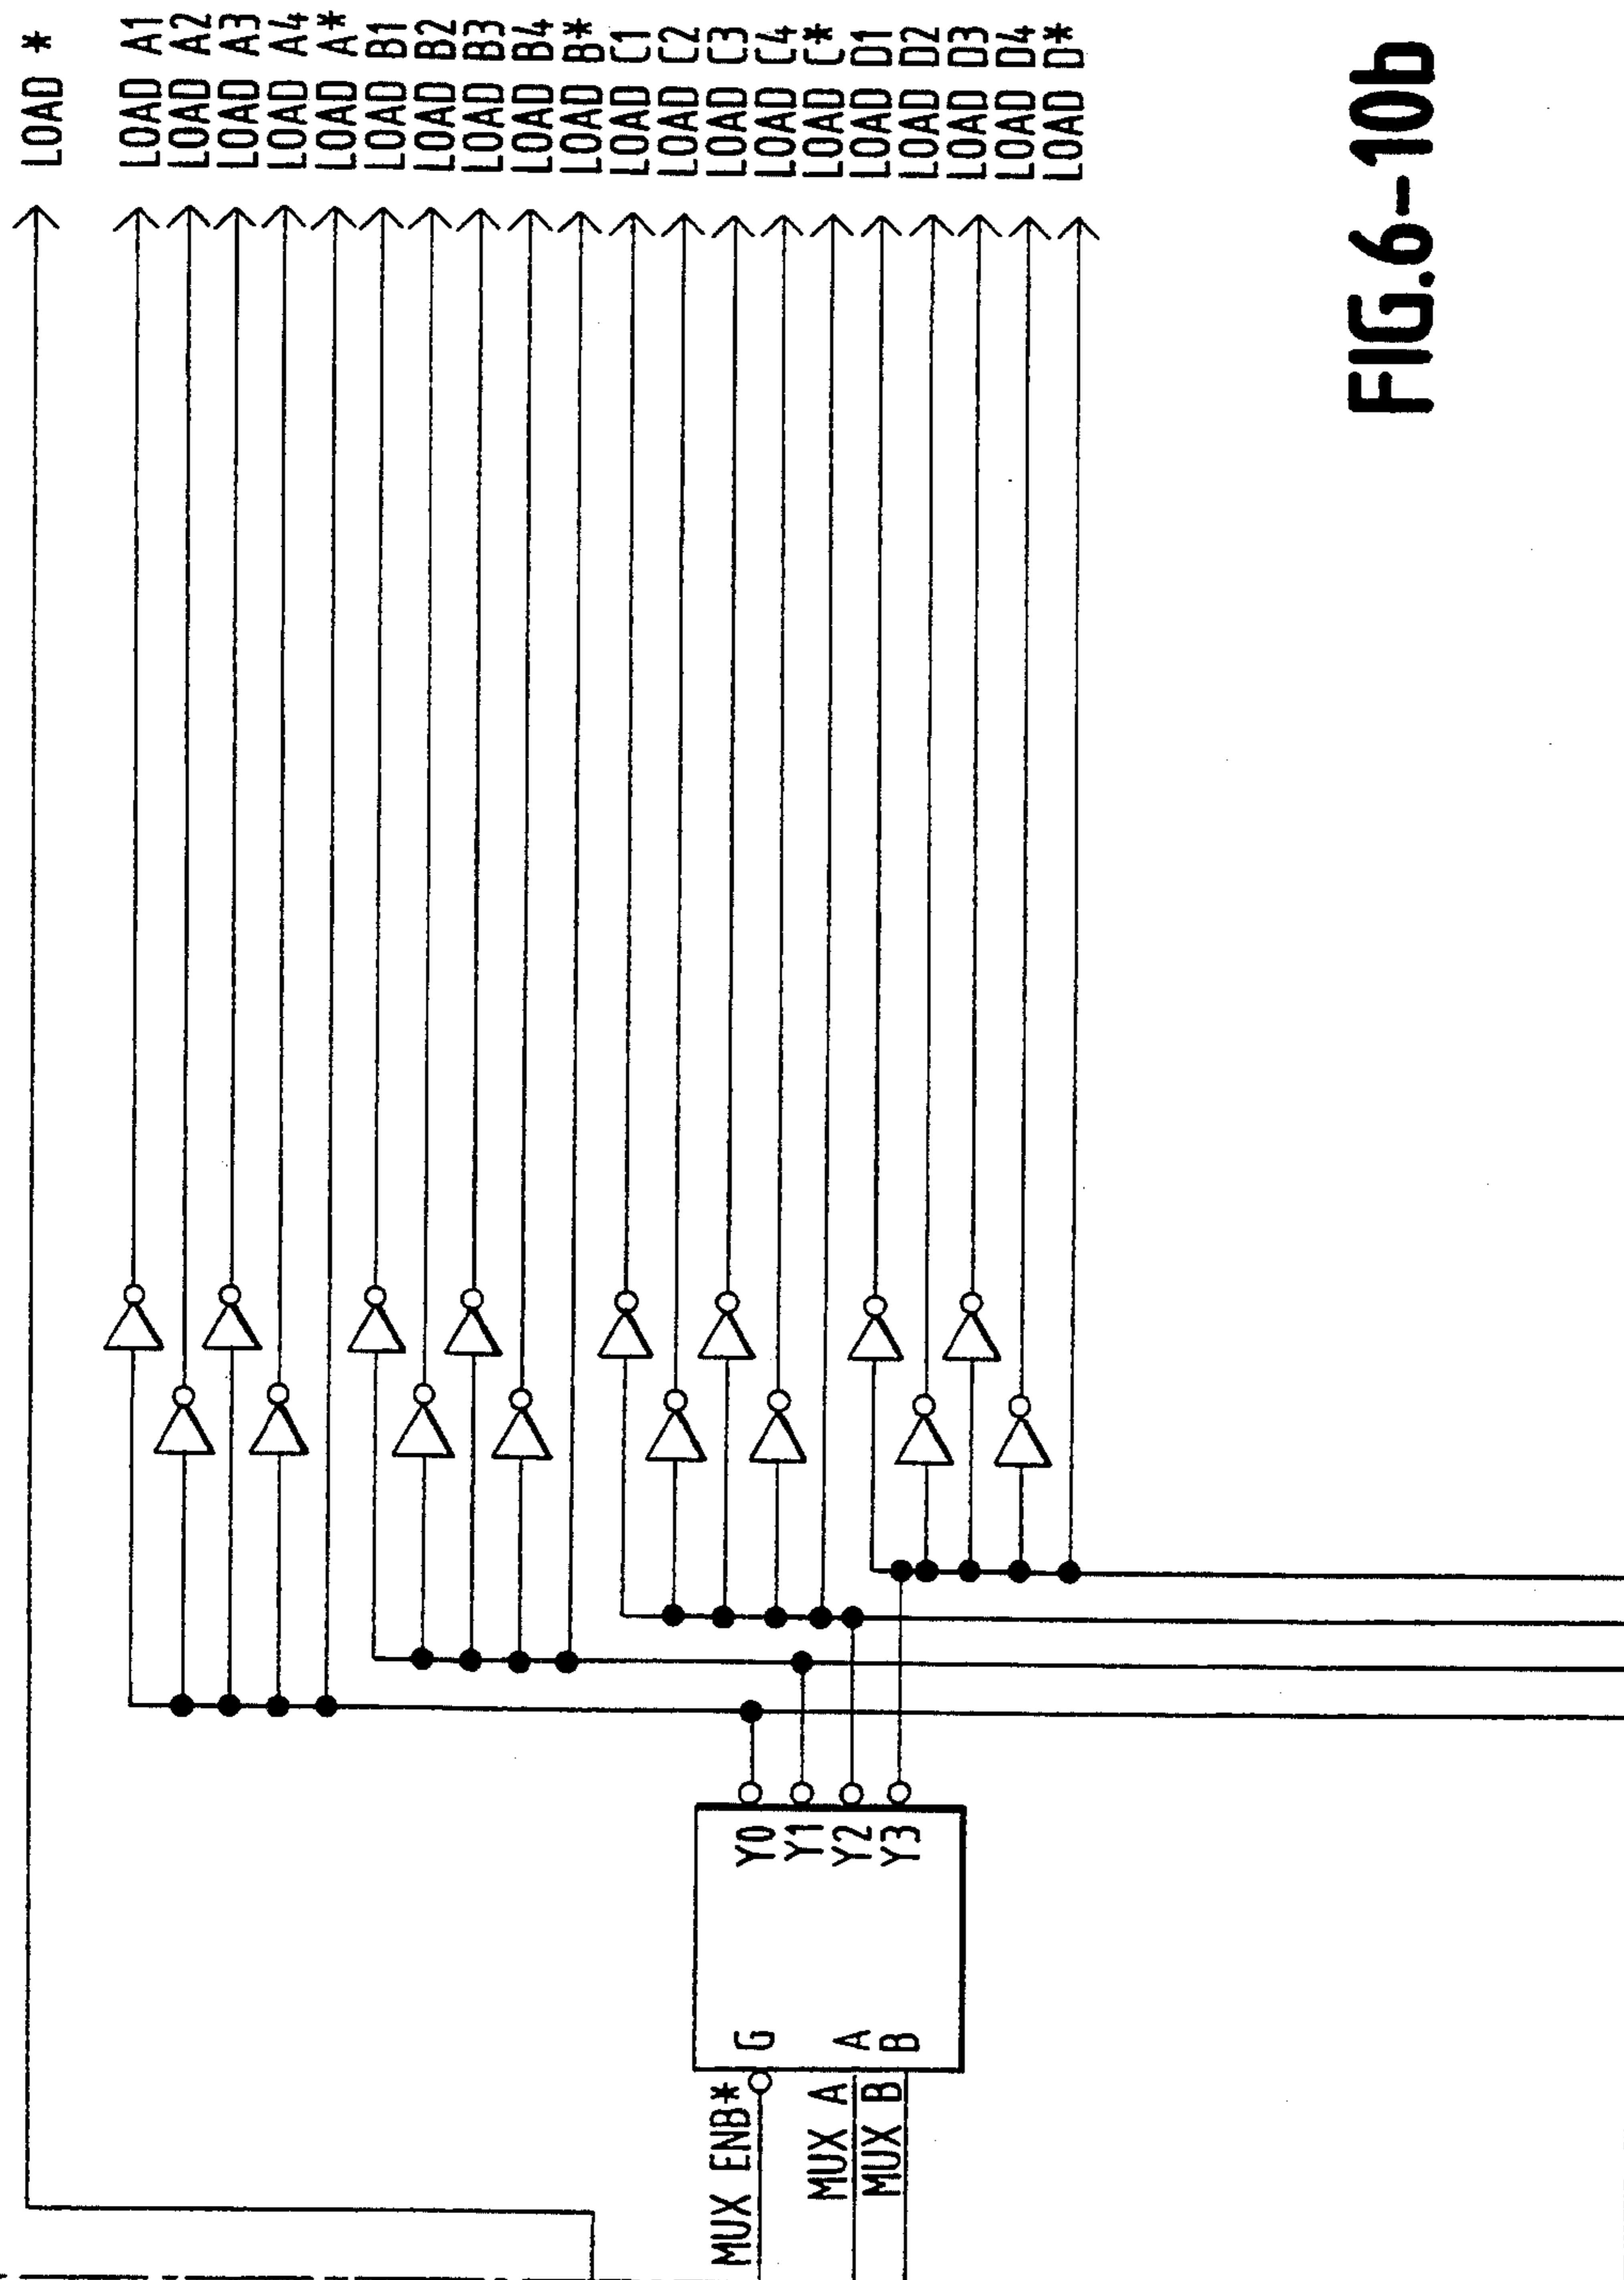 LOAD *
LOAD A1
LOAD A2
LOAD A3
LOAD A4
LOAD A*
LOAD B1
LOAD B2
LOAD B3
LOAD B4
LOAD B*
LOAD C1
LOAD C2
LOAD C3
LOAD C4
LOAD C*
LOAD D1
LOAD D2
LOAD D3
LOAD D4
LOAD D*
MUX ENB*
G
Y0
Y1
MUX A
A
Y2
MUX B
B
Y3
FIG.6-10b